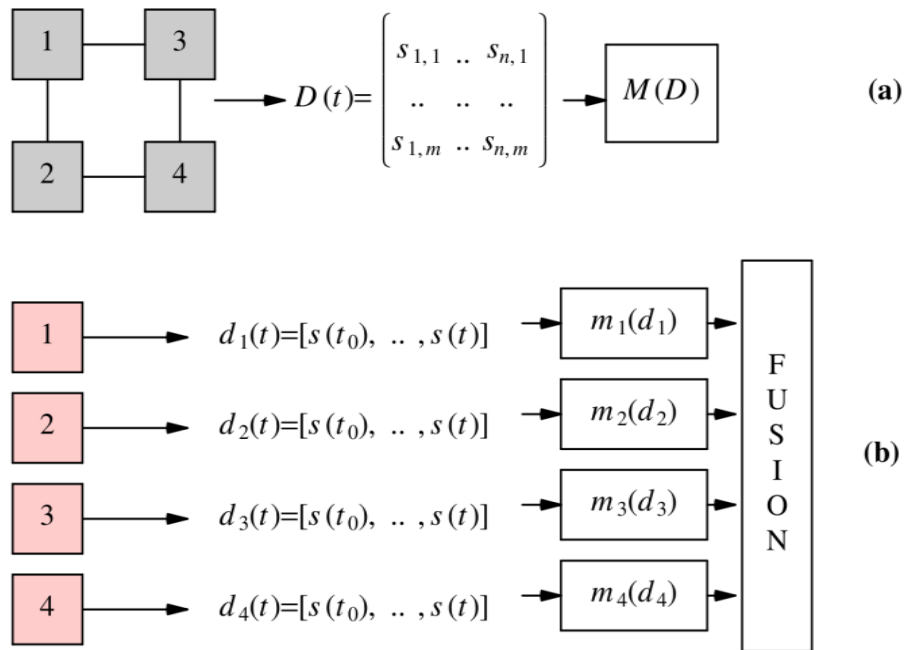 1 3
2 4
D(t)=
s1,1 .. sn,1
.. .. ..
s1,m .. sn,m
M(D)
(a)
1 d1(t)=[s(t0), .. ,s(t)] m1(d1)
2 d2(t)=[s(t0), .. ,s(t)] m2(d2)
3 d3(t)=[s(t0), .. ,s(t)] m3(d3)
4 d4(t)=[s(t0), .. ,s(t)] m4(d4)
F
U
S
I
O
N
(b)